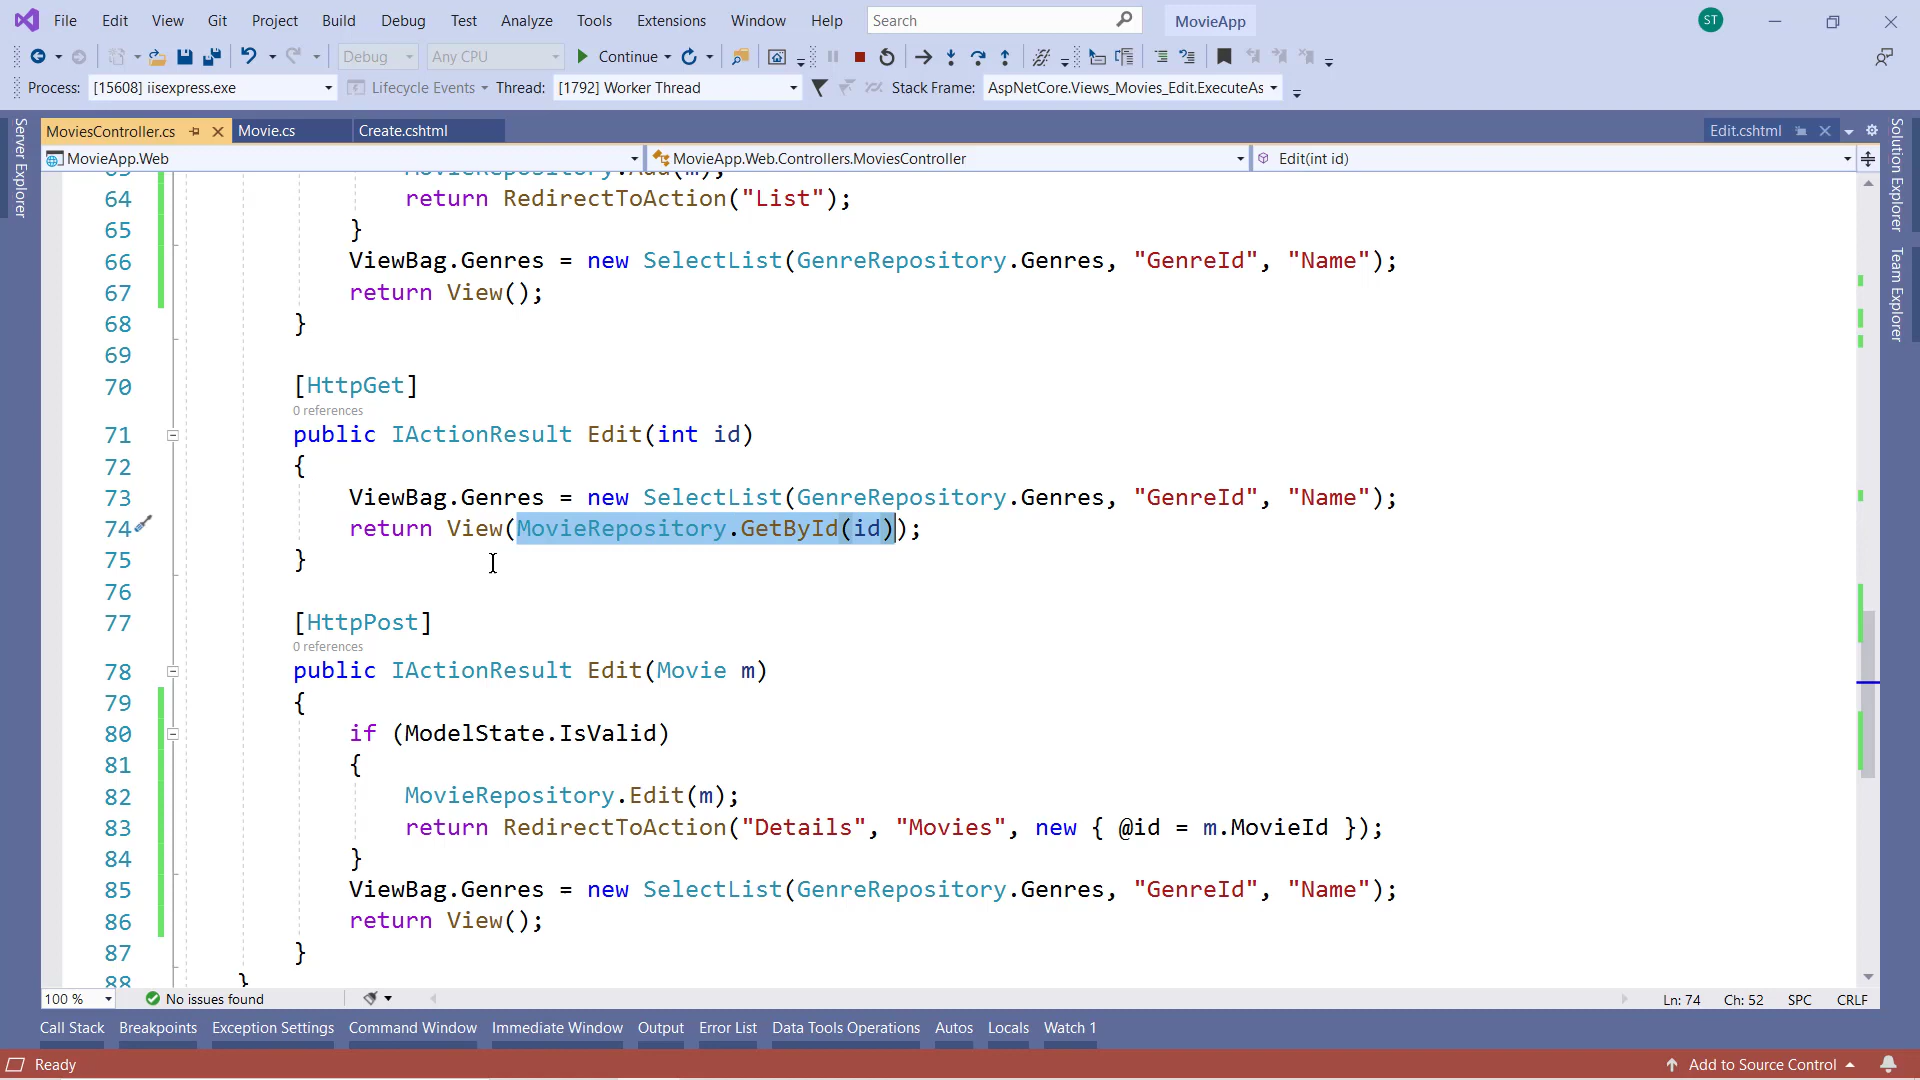 File Edit View Git Project Build Debug Test Analyze Tools Extensions Window Help Search MovieApp ST
Debug Any CPU Continue
Process: [15608] iisexpress.exe Lifecycle Events Thread: [1792] Worker Thread Stack Frame: AspNetCore.Views_Movies_Edit.ExecuteAs
Server Explorer
MoviesController.cs Movie.cs Create.cshtml Edit.cshtml
Solution Explorer
Team Explorer
MovieApp.Web MovieApp.Web.Controllers.MoviesController Edit(int id)
MovieRepository.Add(m);
64 return RedirectToAction("List");
65 }
66 ViewBag.Genres = new SelectList(GenreRepository.Genres, "GenreId", "Name");
67 return View();
68 }
69
70 [HttpGet]
0 references
71 public IActionResult Edit(int id)
72 {
73 ViewBag.Genres = new SelectList(GenreRepository.Genres, "GenreId", "Name");
74 return View(MovieRepository.GetById(id));
75 }
76
77 [HttpPost]
0 references
78 public IActionResult Edit(Movie m)
79 {
80 if (ModelState.IsValid)
81 {
82 MovieRepository.Edit(m);
83 return RedirectToAction("Details", "Movies", new { @id = m.MovieId });
84 }
85 ViewBag.Genres = new SelectList(GenreRepository.Genres, "GenreId", "Name");
86 return View();
87 }
88 }
100 % No issues found Ln: 74 Ch: 52 SPC CRLF
Call Stack Breakpoints Exception Settings Command Window Immediate Window Output Error List Data Tools Operations Autos Locals Watch 1
Ready Add to Source Control